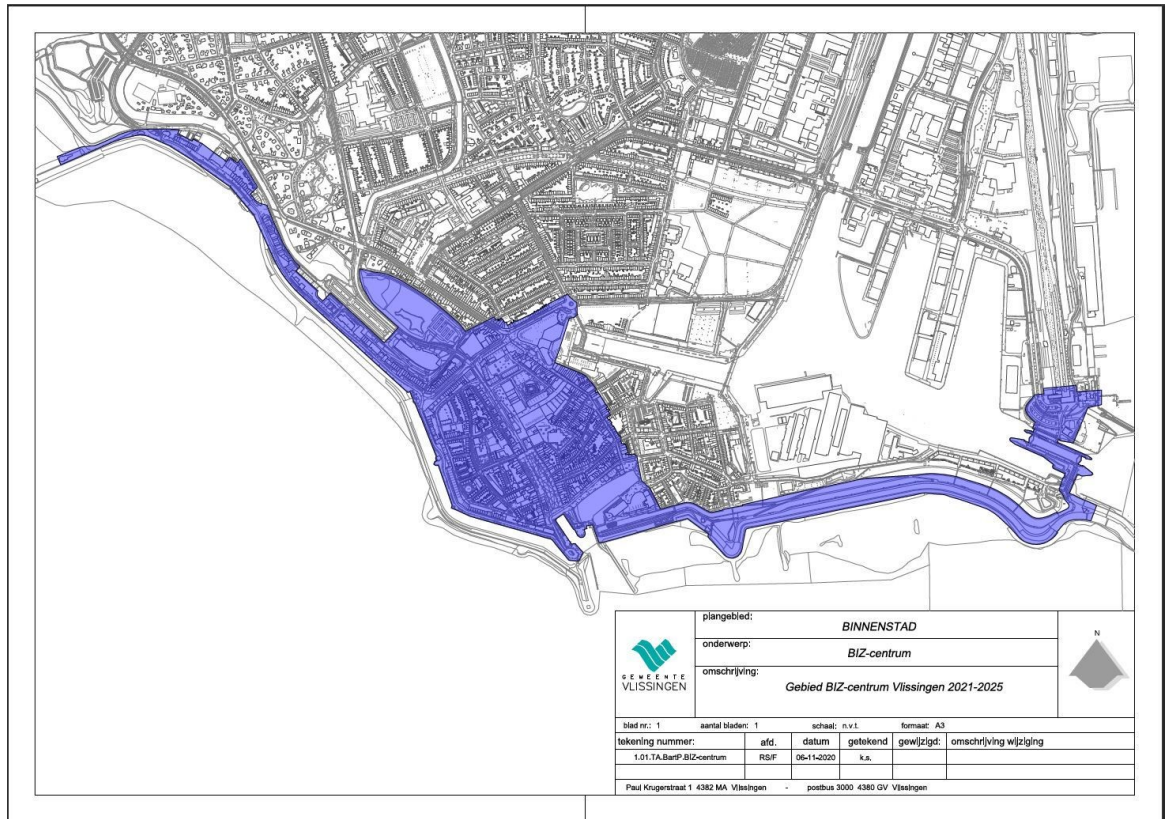 plangebied:
BINNENSTAD
onderwerp:
BIZ-centrum
omschrijving:
Gebied BIZ-centrum Vlissingen 2021-2025
GEMEENTE
VLISSINGEN
N
blad nr.: 1 aantal bladen: 1 schaal: n.v.t. formaat: A3
tekening nummer: afd. datum getekend gewijzigd: omschrijving wijziging
1.01.TA.BartP.BIZ-centrum RS/F 06-11-2020 k.s.
Paul Krugerstraat 1 4382 MA Vlissingen - postbus 3000 4380 GV Vlissingen